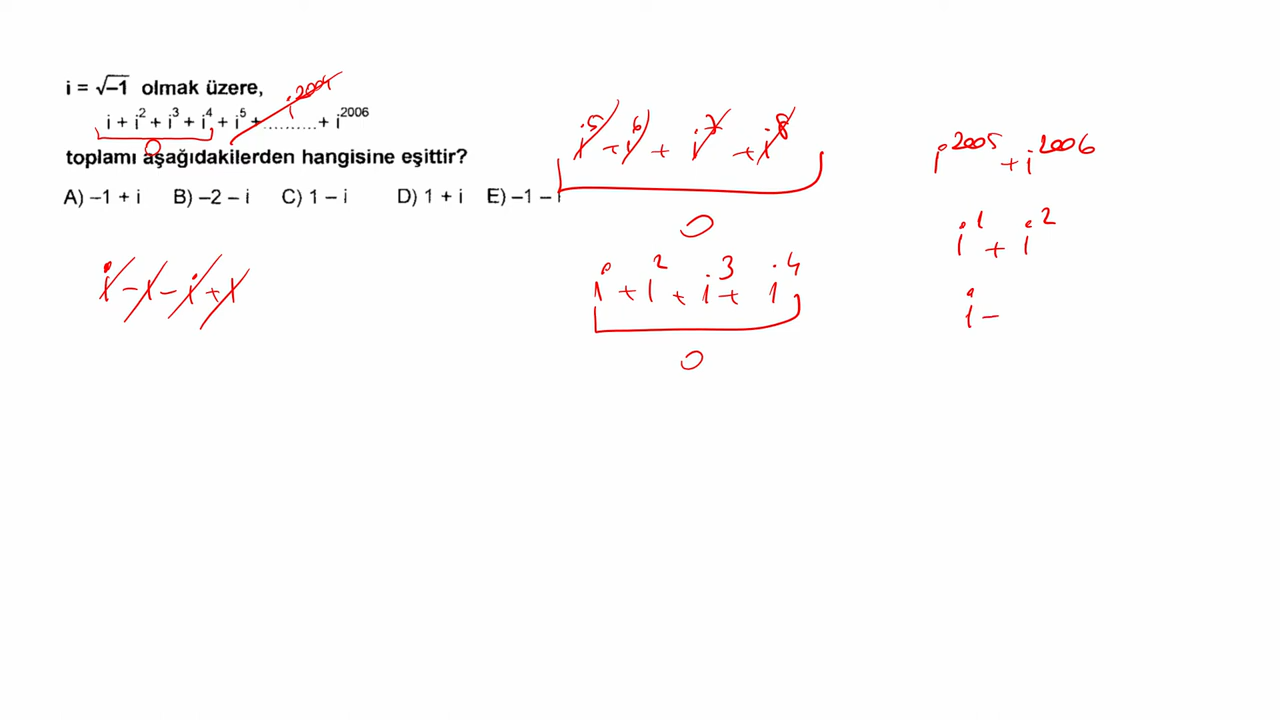 i = √–1 olmak üzere,
i + i² + i³ + i⁴ + i⁵ + .......... + i²⁰⁰⁶
i²⁰⁰⁴
0
toplamı aşağıdakilerden hangisine eşittir?
A) –1 + i B) –2 – i C) 1 – i D) 1 + i E) –1 – i
i – 1 – i + 1
i⁵ + i⁶ + i⁷ + i⁸
0
i + i² + i³ + i⁴
0
i²⁰⁰⁵ + i²⁰⁰⁶
i¹ + i²
i –